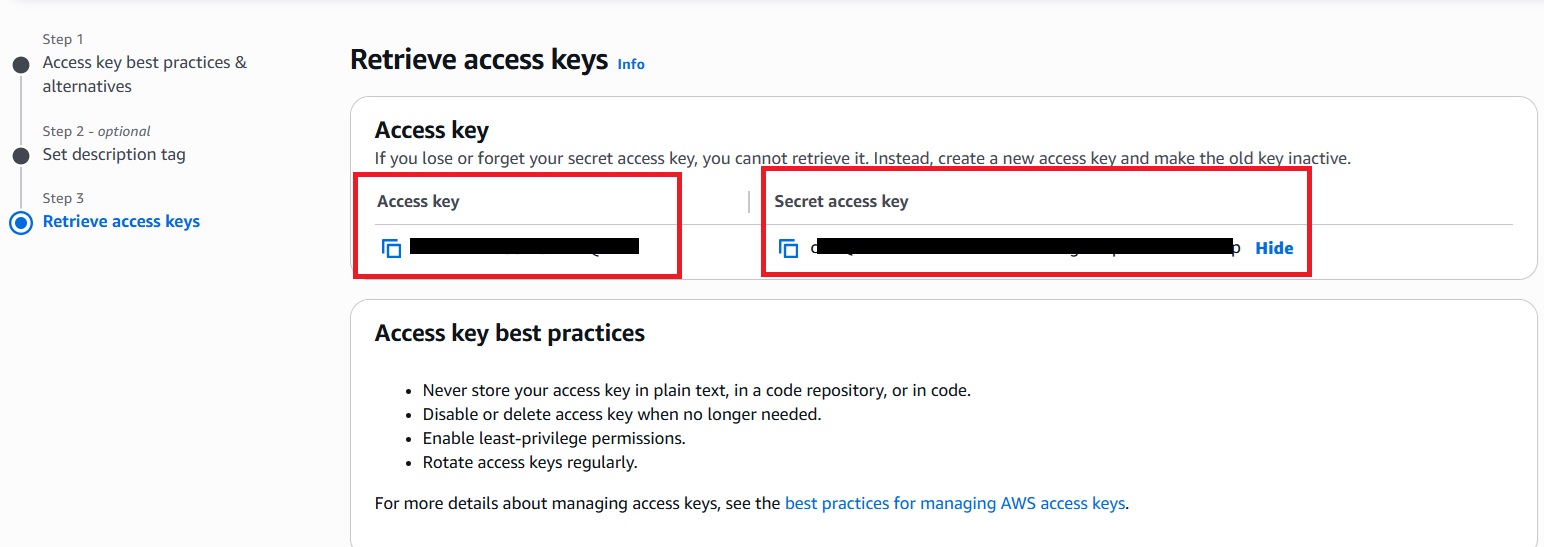 Step 1
Access key best practices &
alternatives
Step 2 - optional
Set description tag
Step 3
Retrieve access keys
Retrieve access keys Info
Access key
If you lose or forget your secret access key, you cannot retrieve it. Instead, create a new access key and make the old key inactive.
Access key
Secret access key
Hide
Access key best practices
Never store your access key in plain text, in a code repository, or in code.
Disable or delete access key when no longer needed.
Enable least-privilege permissions.
Rotate access keys regularly.
For more details about managing access keys, see the best practices for managing AWS access keys.